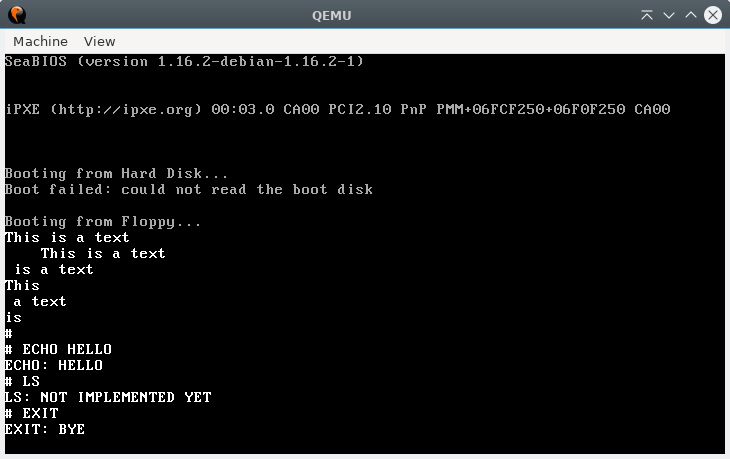 QEMU
Machine View
SeaBIOS (version 1.16.2-debian-1.16.2-1)
iPXE (http://ipxe.org) 00:03.0 CA00 PCI2.10 PnP PMM+06FCF250+06F0F250 CA00
Booting from Hard Disk...
Boot failed: could not read the boot disk
Booting from Floppy...
This is a text
    This is a text
 is a text
This
 a text
is
#
# ECHO HELLO
ECHO: HELLO
# LS
LS: NOT IMPLEMENTED YET
# EXIT
EXIT: BYE